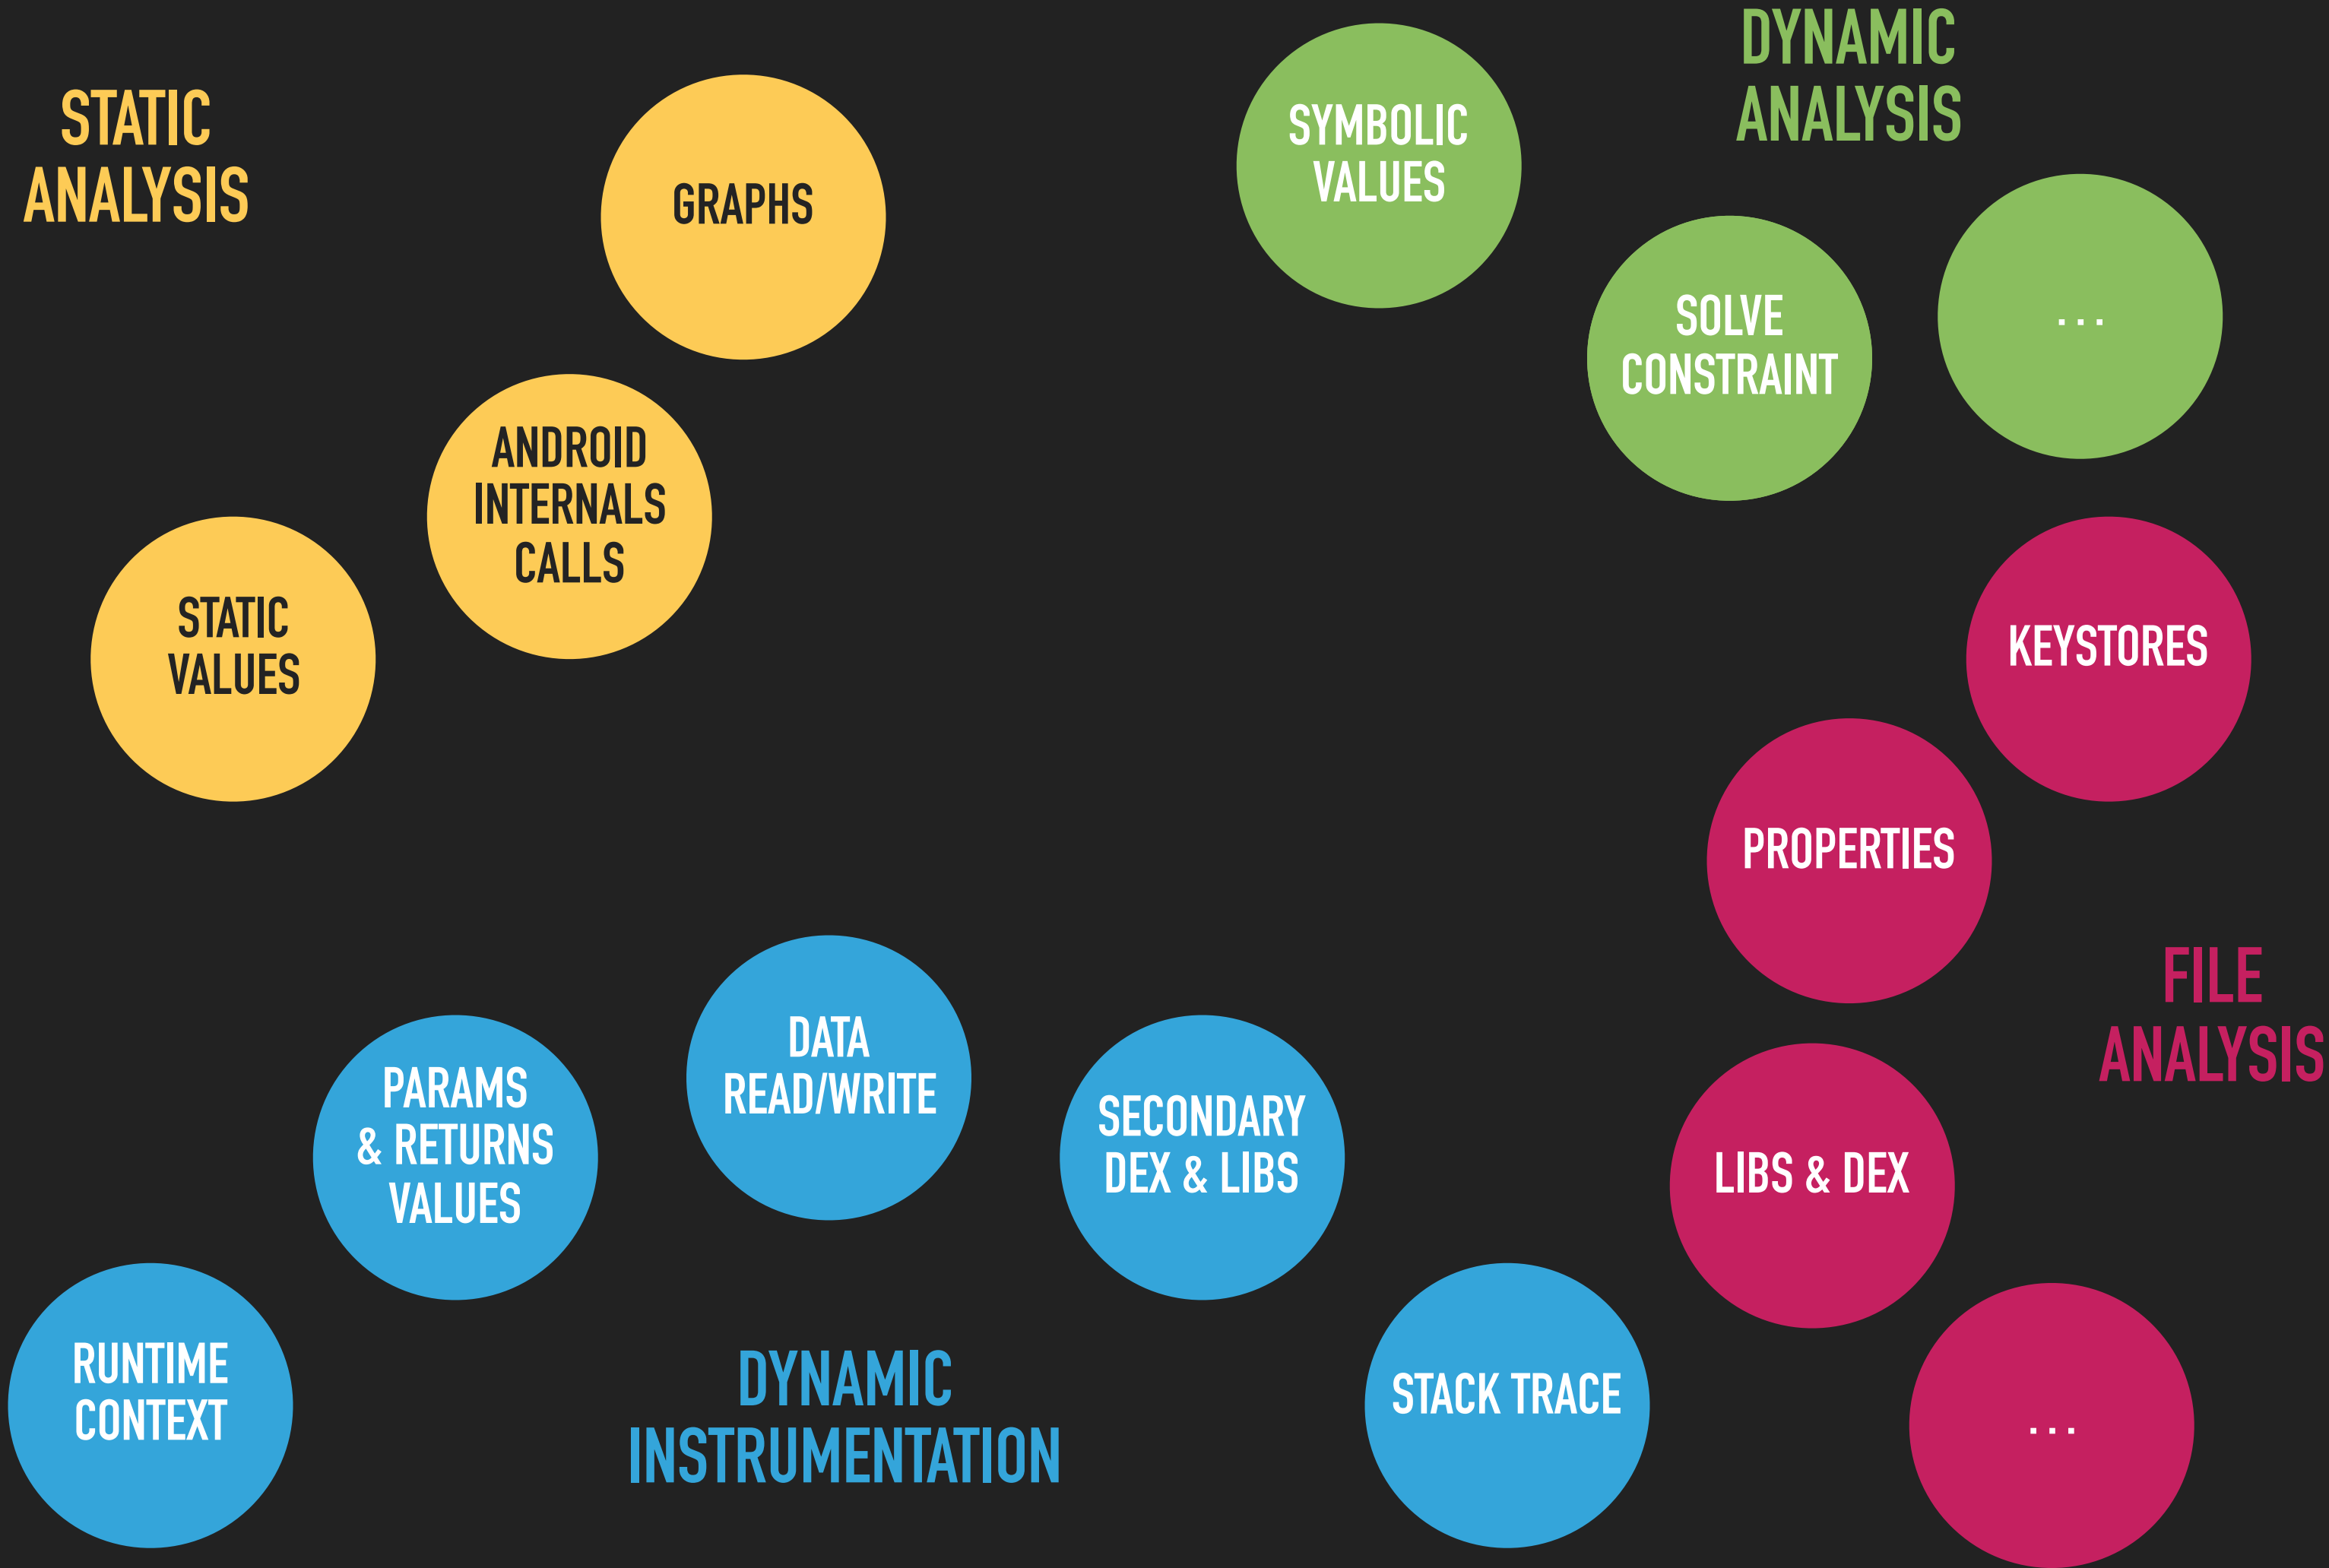 STATIC
ANALYSIS
GRAPHS
ANDROID
INTERNALS
CALLS
STATIC
VALUES
DYNAMIC
ANALYSIS
SYMBOLIC
VALUES
SOLVE
CONSTRAINT
...
KEYSTORES
PROPERTIES
FILE
ANALYSIS
LIBS & DEX
...
DATA
READ/WRITE
PARAMS
& RETURNS
VALUES
SECONDARY
DEX & LIBS
RUNTIME
CONTEXT
STACK TRACE
DYNAMIC
INSTRUMENTATION